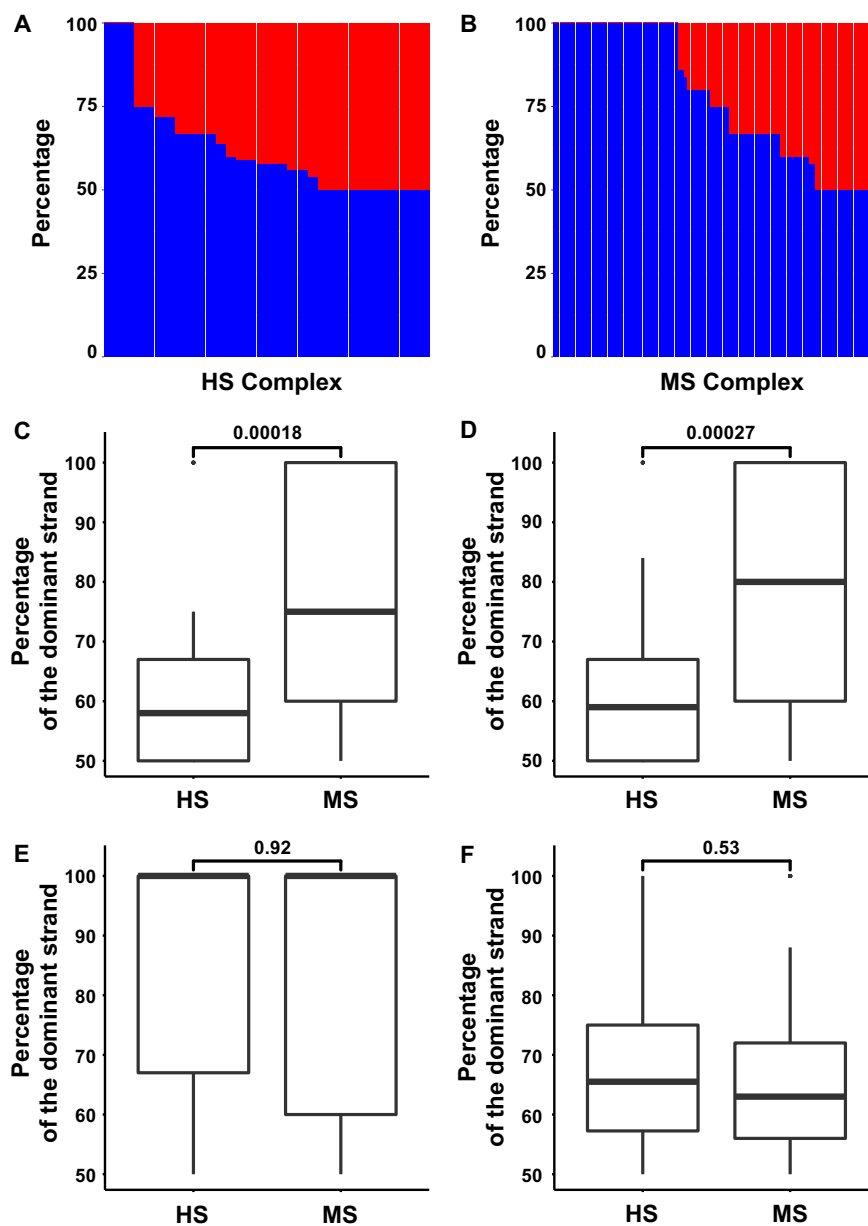 A
100
75
50
25
0
Percentage
HS Complex
B
100
75
50
25
0
Percentage
MS Complex
C
0.00018
100
90
80
70
60
50
Percentage
of the dominant strand
HS MS
D
0.00027
100
90
80
70
60
50
Percentage
of the dominant strand
HS MS
E
0.92
100
90
80
70
60
50
Percentage
of the dominant strand
HS MS
F
0.53
100
90
80
70
60
50
Percentage
of the dominant strand
HS MS